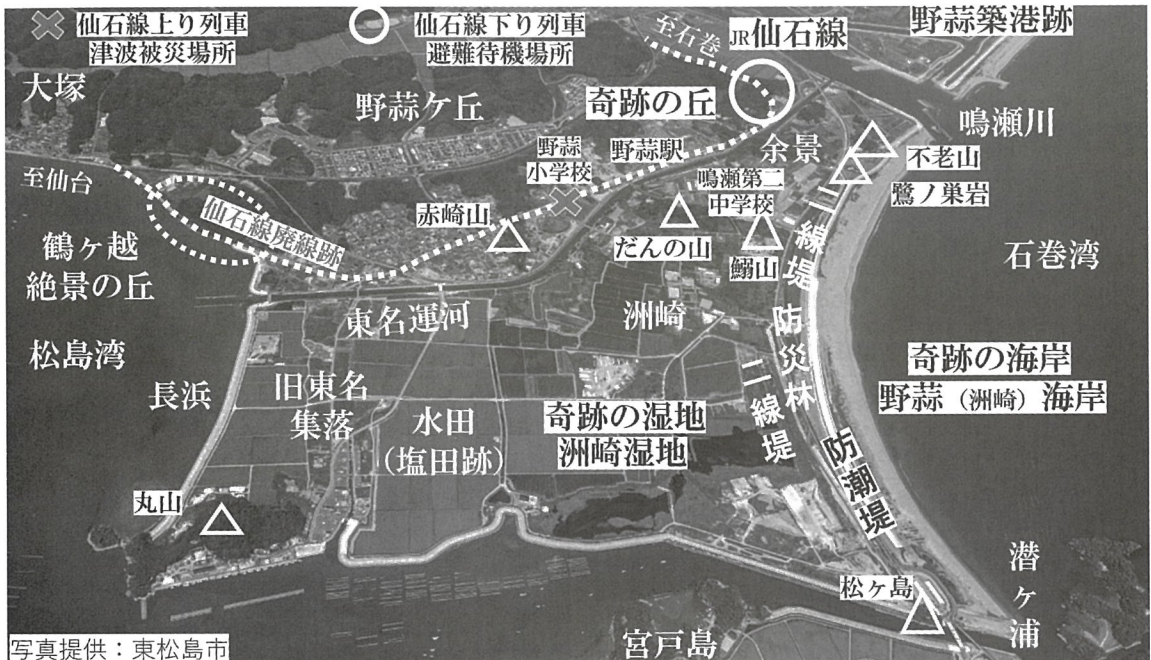 仙石線上り列車
津波被災場所
仙石線下り列車
避難待機場所
至石巻
JR仙石線
野蒜築港跡
大塚
野蒜ケ丘
奇跡の丘
鳴瀬川
余景
野蒜
小学校
野蒜駅
不老山
鷺ノ巣岩
至仙台
仙石線廃線跡
赤崎山
鳴瀬第二
中学校
だんの山
鰯山
二線堤
鶴ヶ越
絶景の丘
石巻湾
松島湾
東名運河
洲崎
防災林
二線堤
奇跡の海岸
野蒜(洲崎)海岸
長浜
旧東名
集落
水田
(塩田跡)
奇跡の湿地
洲崎湿地
防潮堤
丸山
松ヶ島
潜ヶ浦
宮戸島
写真提供:東松島市